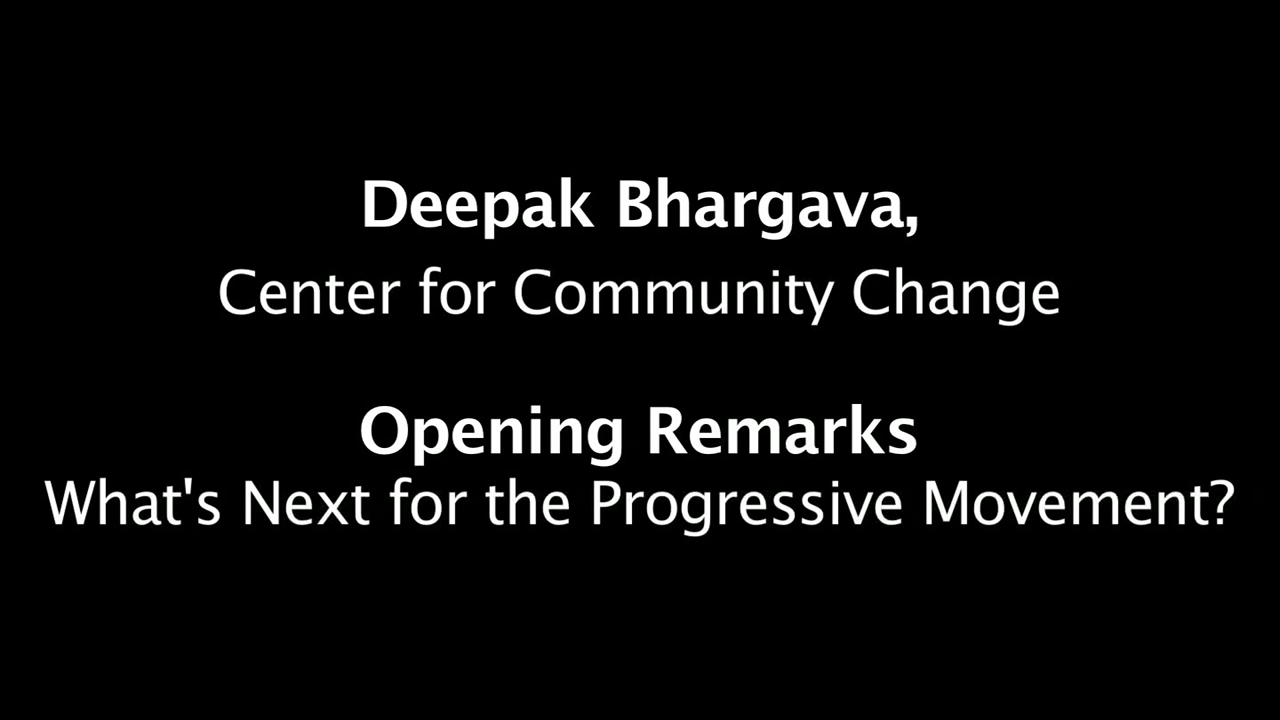 Deepak Bhargava,
Center for Community Change
Opening Remarks
What's Next for the Progressive Movement?